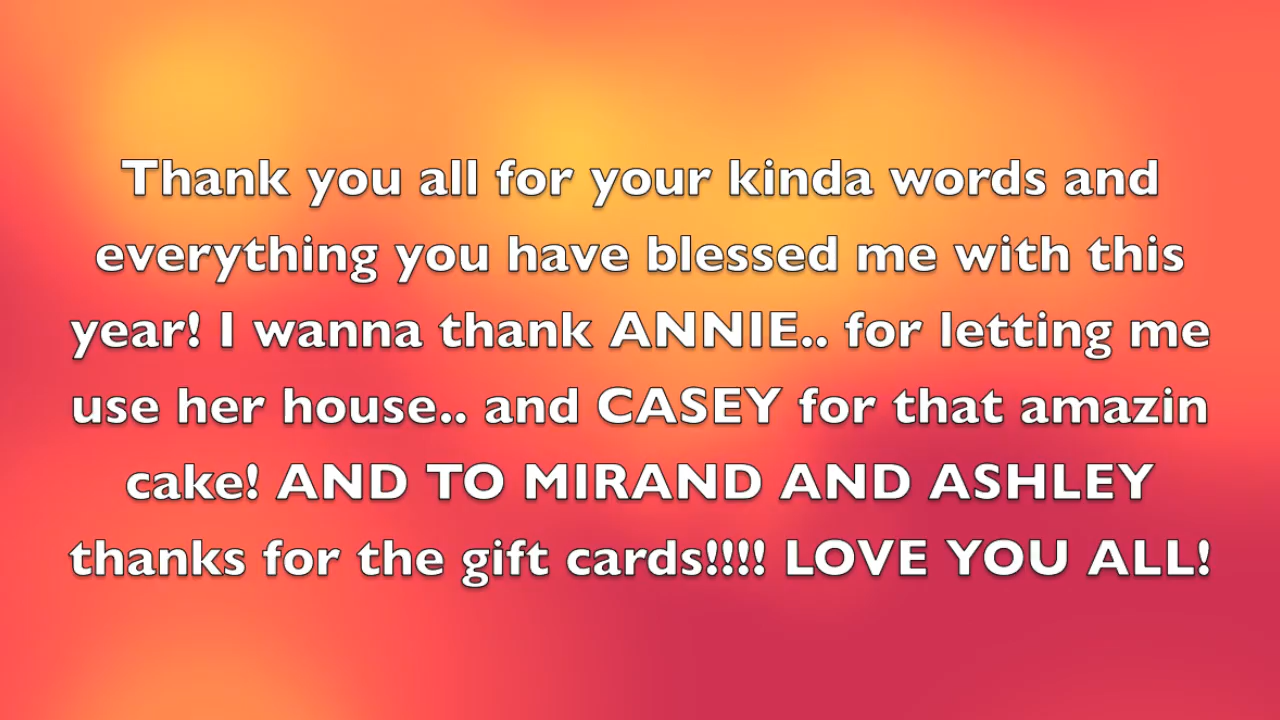 Thank you all for your kinda words and
everything you have blessed me with this
year! I wanna thank ANNIE.. for letting me
use her house.. and CASEY for that amazin
cake! AND TO MIRAND AND ASHLEY
thanks for the gift cards!!!! LOVE YOU ALL!